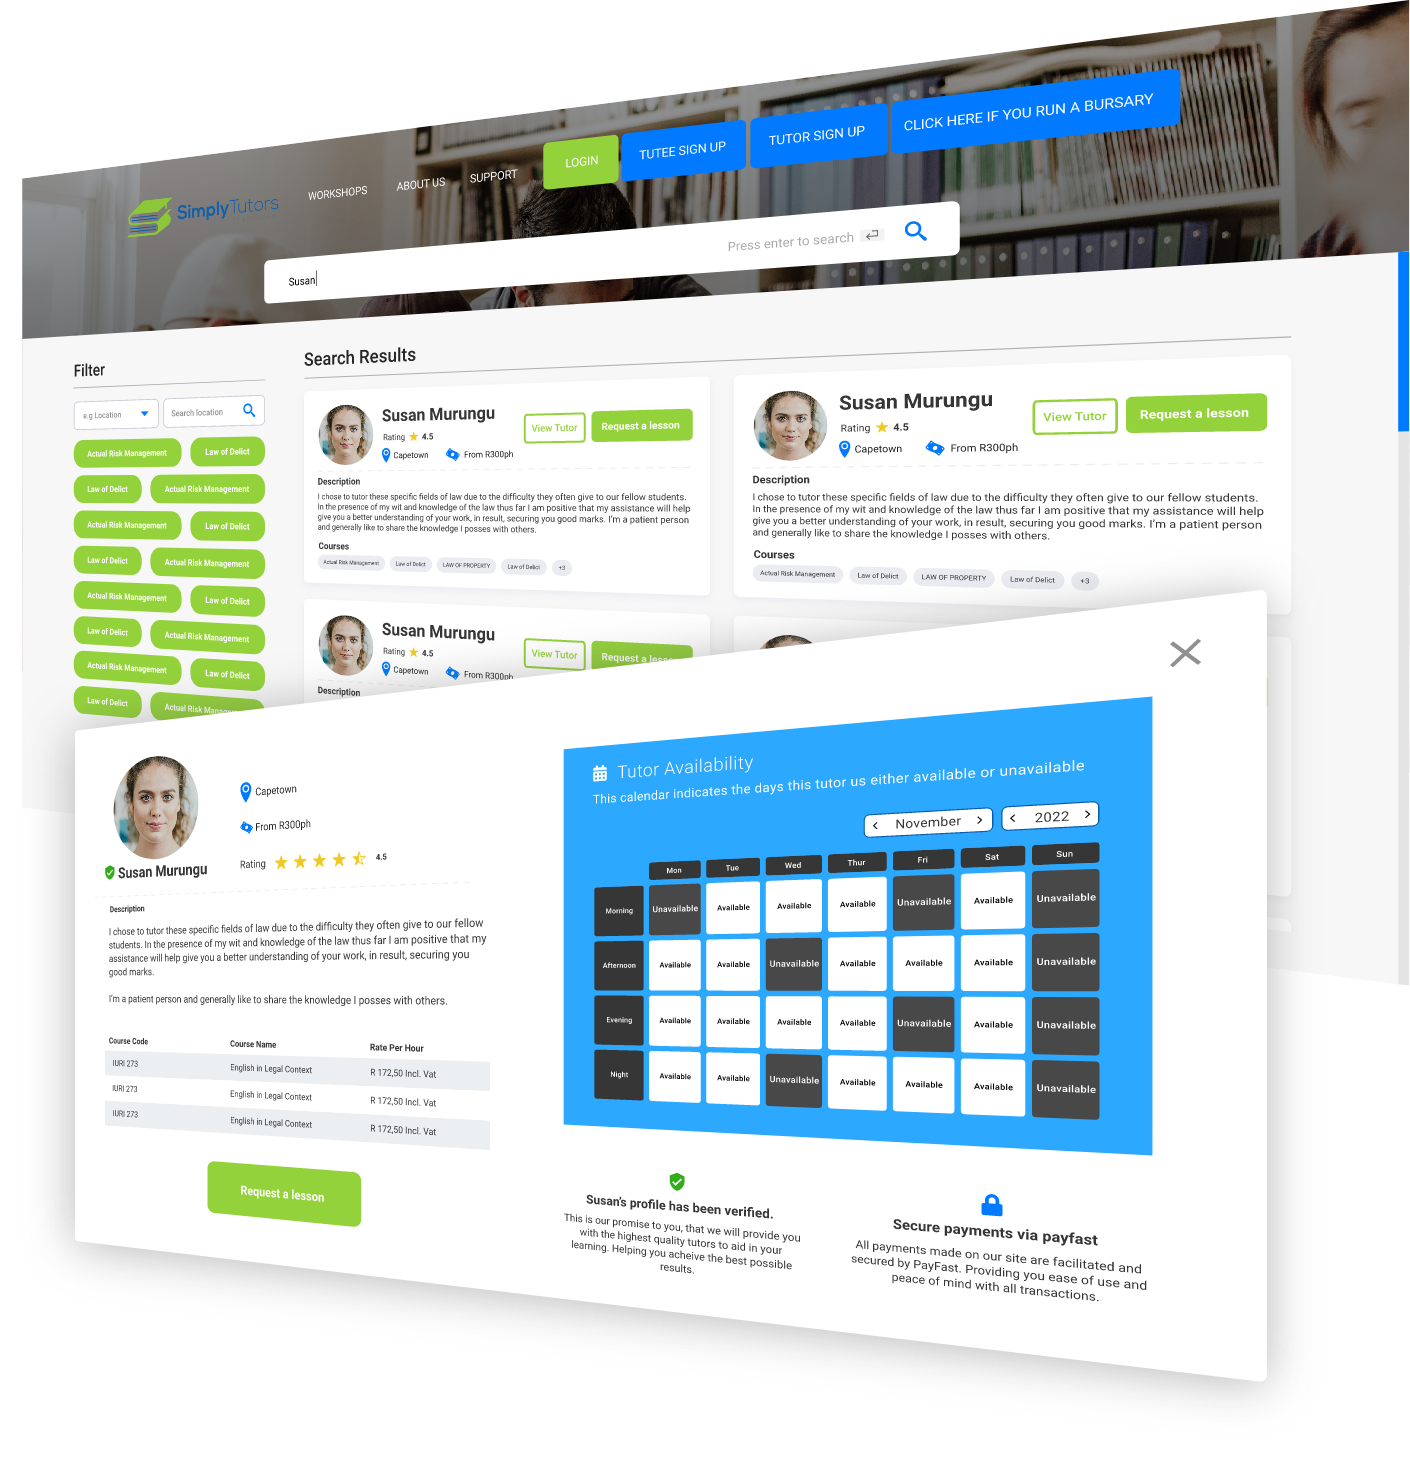 SimplyTutors
WORKSHOPS
ABOUT US
SUPPORT
LOGIN
TUTEE SIGN UP
TUTOR SIGN UP
CLICK HERE IF YOU RUN A BURSARY
Susan
Press enter to search
Filter
e.g Location
Search location
Actual Risk Management
Law of Delict
Law of Delict
Actual Risk Management
Actual Risk Management
Law of Delict
Law of Delict
Actual Risk Management
Actual Risk Management
Law of Delict
Law of Delict
Actual Risk Management
Actual Risk Management
Law of Delict
Law of Delict
Actual Risk
Search Results
Susan Murungu
Rating 4.5
Capetown
From R300ph
View Tutor
Request a lesson
Description
I chose to tutor these specific fields of law due to the difficulty they often give to our fellow students.
In the presence of my wit and knowledge of the law thus far I am positive that my assistance will help
give you a better understanding of your work, in result, securing you good marks. I'm a patient person
and generally like to share the knowledge I posses with others.
Courses
Actual Risk Management
Law of Delict
LAW OF PROPERTY
Law of Delict
+3
Susan Murungu
Rating 4.5
Capetown
From R300ph
View Tutor
Request a lesson
Description
I chose to tutor these specific fields of law due to the difficulty they often give to our fellow students.
In the presence of my wit and knowledge of the law thus far I am positive that my assistance will help
give you a better understanding of your work, in result, securing you good marks. I'm a patient person
and generally like to share the knowledge I posses with others.
Courses
Actual Risk Management
Law of Delict
LAW OF PROPERTY
Law of Delict
+3
Susan Murungu
Rating 4.5
Capetown
From R300ph
View Tutor
Request a lesson
Description
Susan Murungu
Capetown
From R300ph
Rating 4.5
Description
I chose to tutor these specific fields of law due to the difficulty they often give to our fellow
students. In the presence of my wit and knowledge of the law thus far I am positive that my
assistance will help give you a better understanding of your work, in result, securing you
good marks.
I'm a patient person and generally like to share the knowledge I posses with others.
Course Code Course Name Rate Per Hour
IURI 273 English in Legal Context R 172,50 Incl. Vat
IURI 273 English in Legal Context R 172,50 Incl. Vat
IURI 273 English in Legal Context R 172,50 Incl. Vat
Request a lesson
Tutor Availability
This calendar indicates the days this tutor us either available or unavailable
< November >
< 2022 >
Mon Tue Wed Thur Fri Sat Sun
Morning Unavailable Available Available Available Unavailable Available Unavailable
Afternoon Available Available Unavailable Available Available Available Unavailable
Evening Available Available Available Available Unavailable Available Unavailable
Night Available Available Unavailable Available Available Available Unavailable
Susan's profile has been verified.
This is our promise to you, that we will provide you
with the highest quality tutors to aid in your
learning. Helping you acheive the best possible
results.
Secure payments via payfast
All payments made on our site are facilitated and
secured by PayFast. Providing you ease of use and
peace of mind with all transactions.